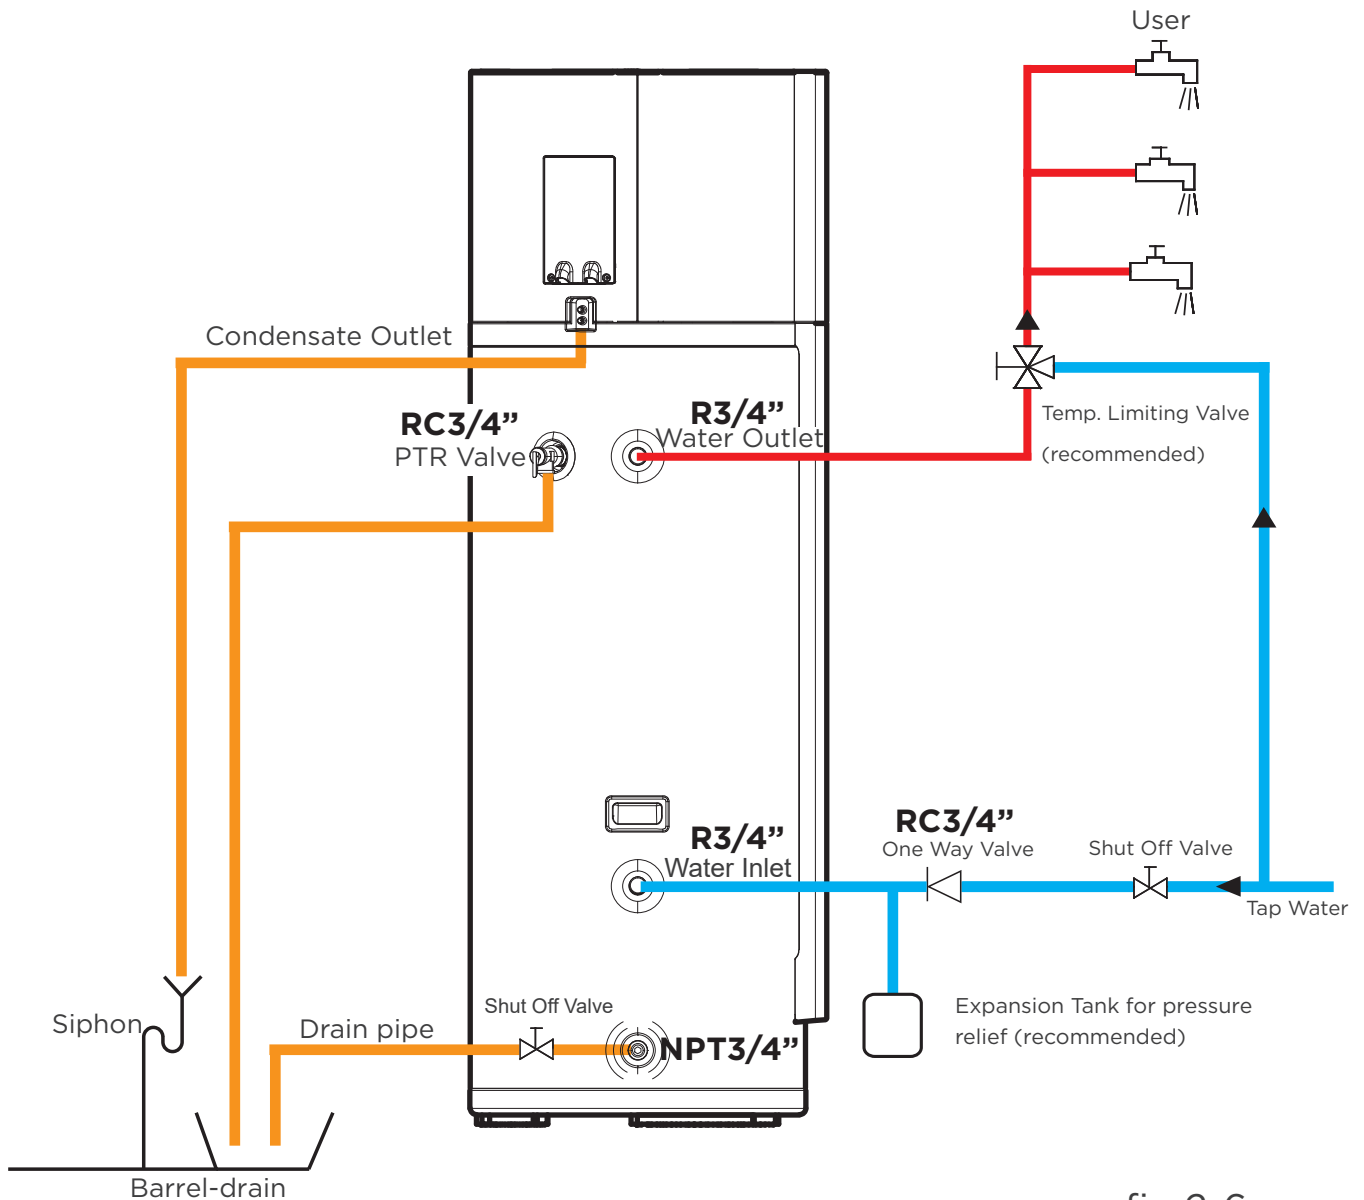 User
Condensate Outlet
RC3/4”
PTR Valve
R3/4”
Water Outlet
Temp. Limiting Valve
(recommended)
R3/4”
Water Inlet
RC3/4”
One Way Valve
Shut Off Valve
Tap Water
Expansion Tank for pressure
relief (recommended)
Siphon
Drain pipe
Shut Off Valve
NPT3/4”
Barrel-drain